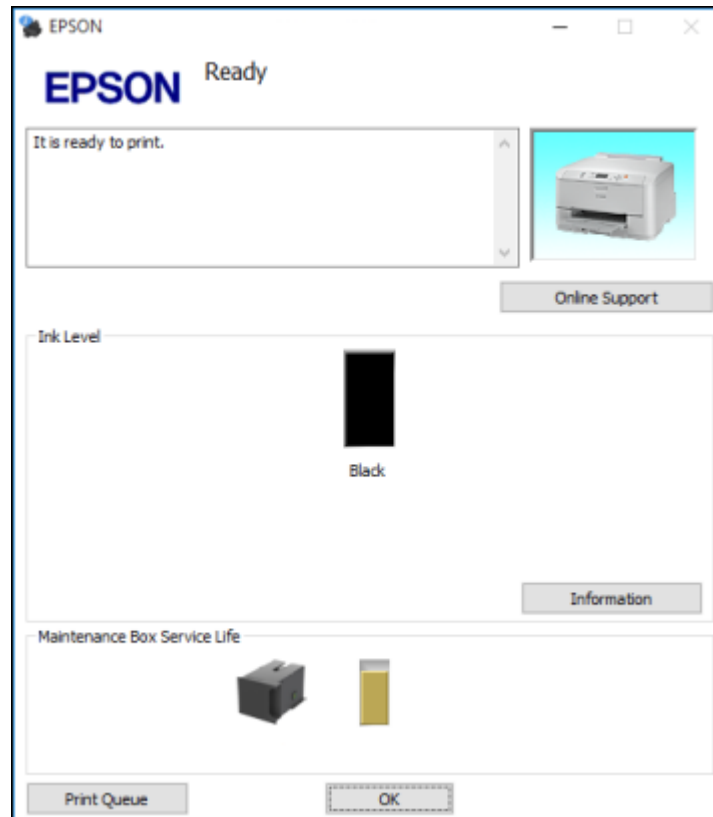 EPSON
EPSON
Ready
It is ready to print.
Online Support
Ink Level
Black
Information
Maintenance Box Service Life
Print Queue
OK